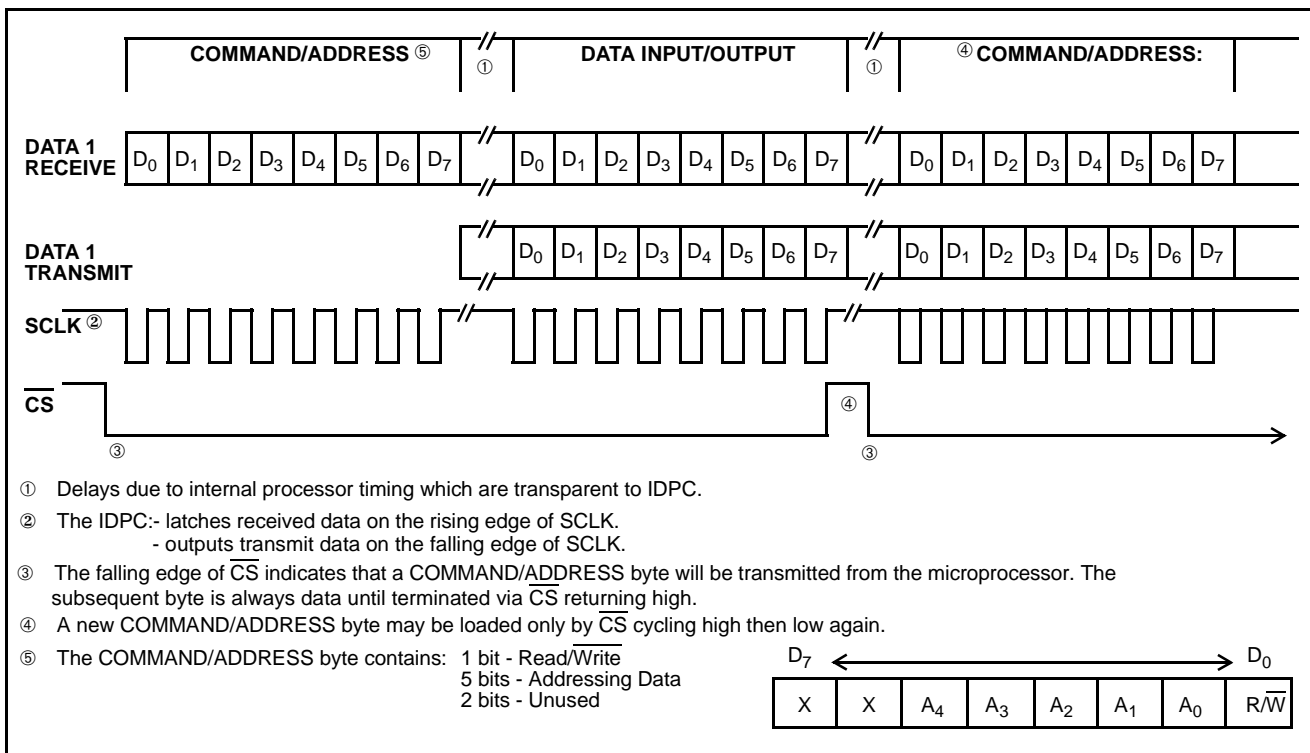 COMMAND/ADDRESS ⑤ ① DATA INPUT/OUTPUT ① ④ COMMAND/ADDRESS:
DATA 1
RECEIVE
D0 D1 D2 D3 D4 D5 D6 D7 D0 D1 D2 D3 D4 D5 D6 D7 D0 D1 D2 D3 D4 D5 D6 D7
DATA 1
TRANSMIT
D0 D1 D2 D3 D4 D5 D6 D7 D0 D1 D2 D3 D4 D5 D6 D7
SCLK ②
CS ④
③ ③
① Delays due to internal processor timing which are transparent to IDPC.
② The IDPC:- latches received data on the rising edge of SCLK.
- outputs transmit data on the falling edge of SCLK.
③ The falling edge of CS indicates that a COMMAND/ADDRESS byte will be transmitted from the microprocessor. The
subsequent byte is always data until terminated via CS returning high.
④ A new COMMAND/ADDRESS byte may be loaded only by CS cycling high then low again.
⑤ The COMMAND/ADDRESS byte contains: 1 bit - Read/Write
5 bits - Addressing Data
2 bits - Unused
D7 D0
X X A4 A3 A2 A1 A0 R/W